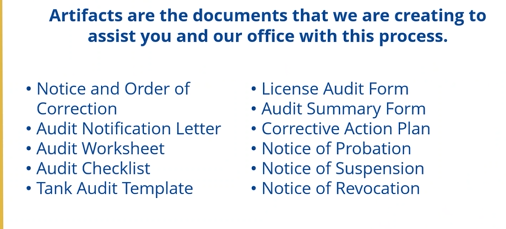 Artifacts are the documents that we are creating to
assist you and our office with this process.
• Notice and Order of
Correction
• Audit Notification Letter
• Audit Worksheet
• Audit Checklist
• Tank Audit Template
• License Audit Form
• Audit Summary Form
• Corrective Action Plan
• Notice of Probation
• Notice of Suspension
• Notice of Revocation